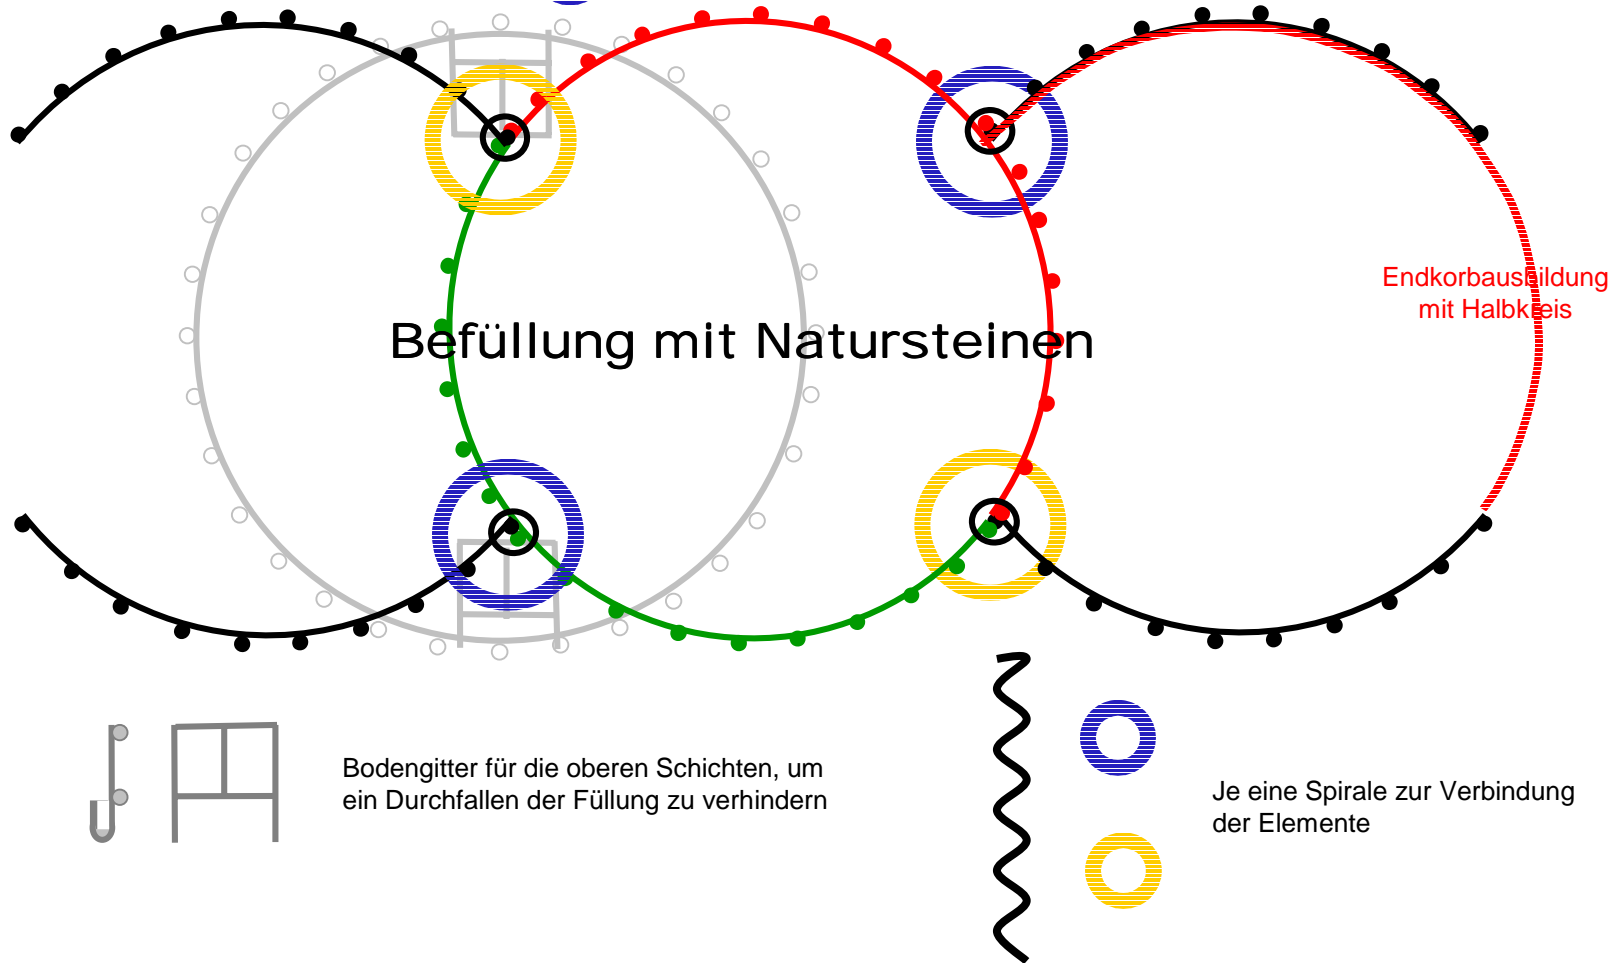 Endkorbausbildung
mit Halbkreis
Befüllung mit Natursteinen
Bodengitter für die oberen Schichten, um
ein Durchfallen der Füllung zu verhindern
Je eine Spirale zur Verbindung
der Elemente